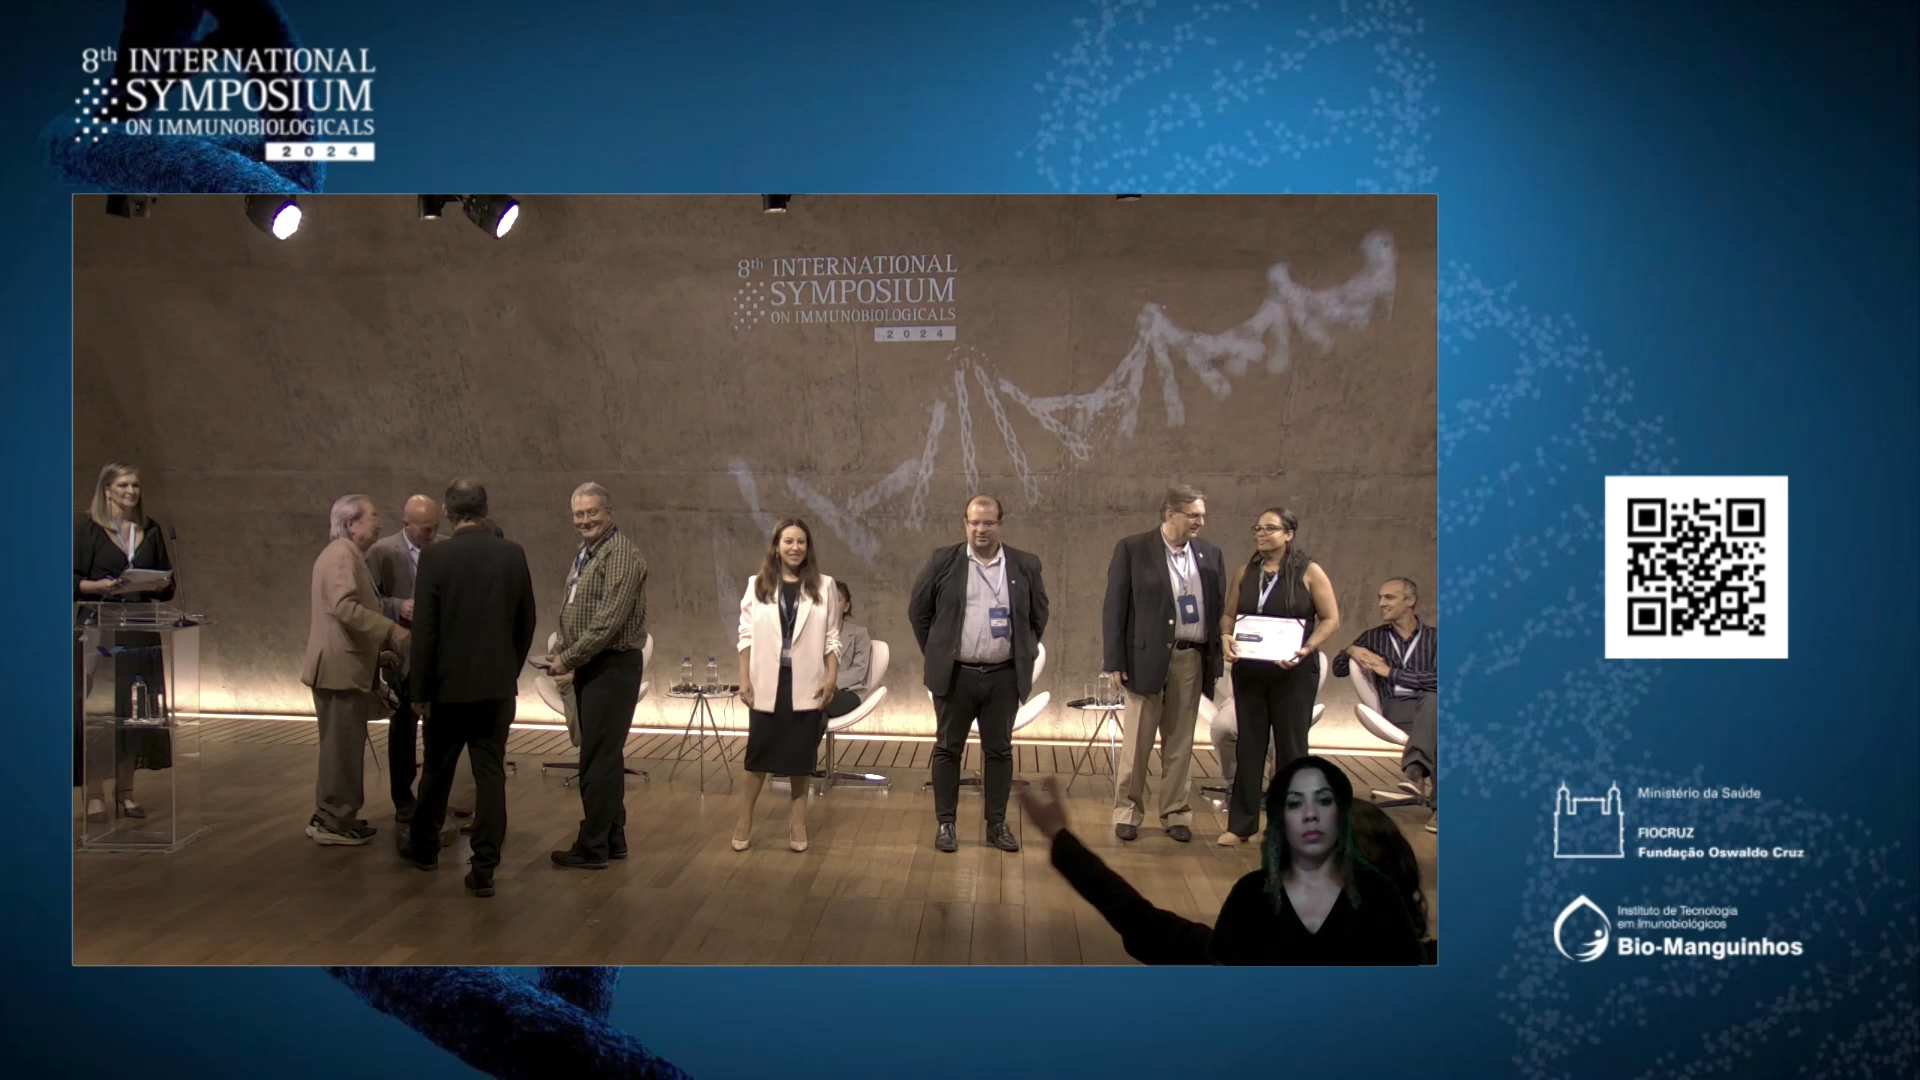 8th INTERNATIONAL
SYMPOSIUM
ON IMMUNOBIOLOGICALS
2024
8th INTERNATIONAL
SYMPOSIUM
ON IMMUNOBIOLOGICALS
2024
Ministério da Saúde
FIOCRUZ
Fundação Oswaldo Cruz
Instituto de Tecnologia
em Imunobiológicos
Bio-Manguinhos